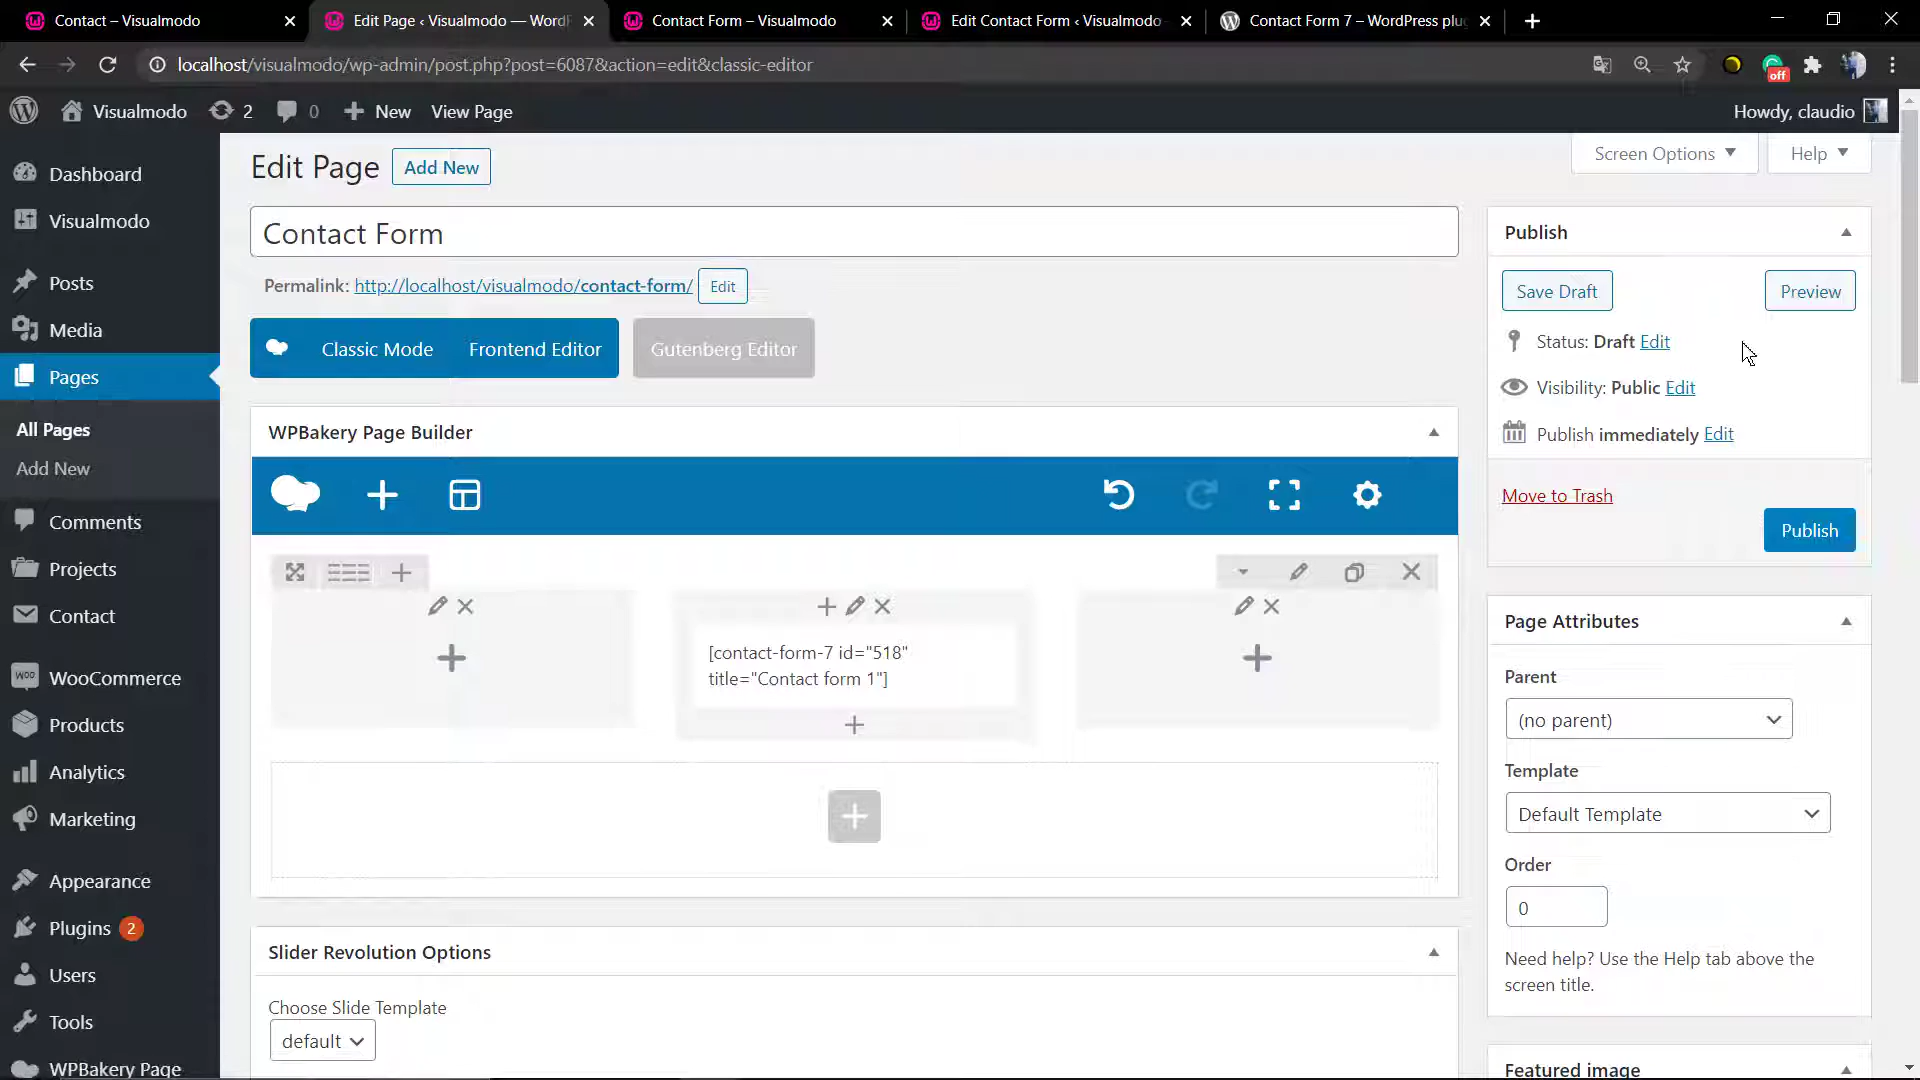 Contact – Visualmodo
Edit Page ‹ Visualmodo — WordP
Contact Form – Visualmodo
Edit Contact Form ‹ Visualmodo
Contact Form 7 – WordPress plug
localhost/visualmodo/wp-admin/post.php?post=6087&action=edit&classic-editor
off
Visualmodo
2
0
New
View Page
Howdy, claudio
Dashboard
Visualmodo
Posts
Media
Pages
All Pages
Add New
Comments
Projects
Contact
WooCommerce
Products
Analytics
Marketing
Appearance
Plugins 2
Users
Tools
WPBakery Page
Edit Page
Add New
Screen Options
Help
Contact Form
Permalink: http://localhost/visualmodo/contact-form/ Edit
Classic Mode
Frontend Editor
Gutenberg Editor
WPBakery Page Builder
[contact-form-7 id="518"
title="Contact form 1"]
Slider Revolution Options
Choose Slide Template
default
Publish
Save Draft
Preview
Status: Draft Edit
Visibility: Public Edit
Publish immediately Edit
Move to Trash
Publish
Page Attributes
Parent
(no parent)
Template
Default Template
Order
0
Need help? Use the Help tab above the
screen title.
Featured image